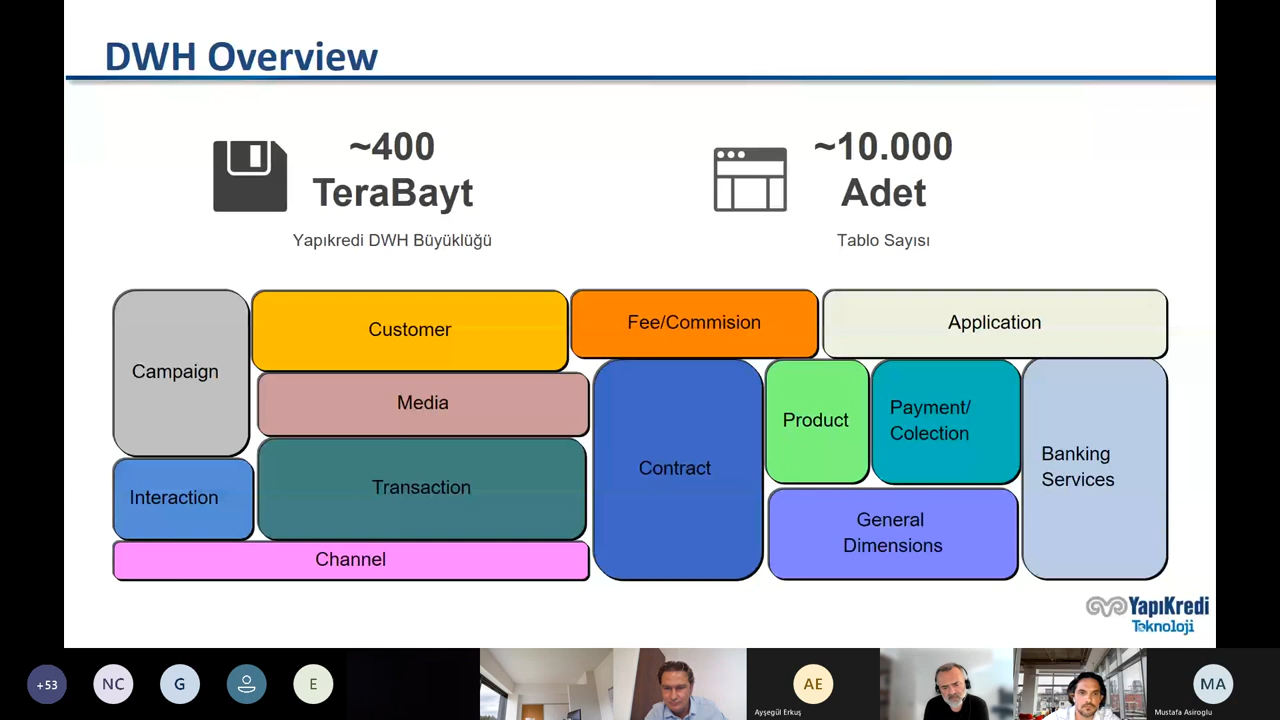 DWH Overview
~400
TeraBayt
Yapıkredi DWH Büyüklüğü
~10.000
Adet
Tablo Sayısı
Campaign
Customer
Fee/Commision
Application
Media
Transaction
Interaction
Channel
Contract
Product
Payment/
Colection
Banking
Services
General
Dimensions
YapıKredi
Teknoloji
+53
NC
G
E
AE
Ayşegül Erkuş
MA
Mustafa Asiroglu